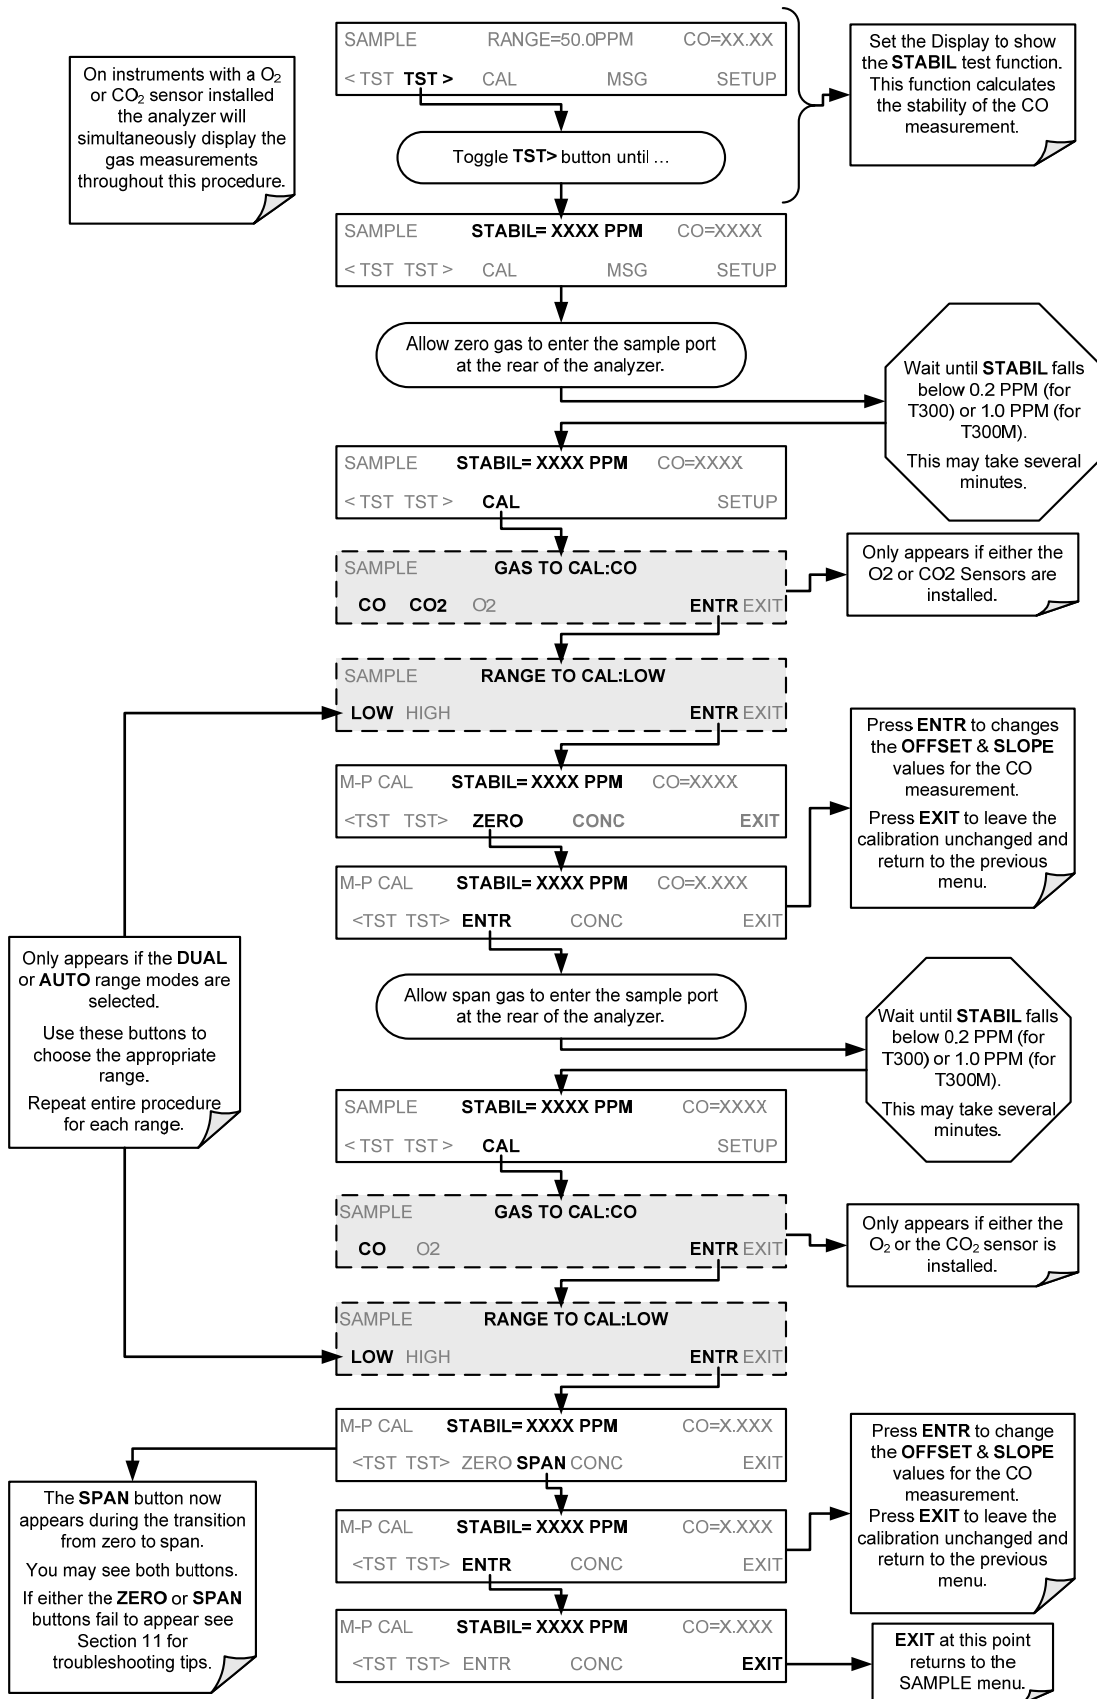 SAMPLE RANGE=50.0PPM CO=XX.XX
< TST TST > CAL MSG SETUP
Set the Display to show
the STABIL test function.
This function calculates
the stability of the CO
measurement.
On instruments with a O₂
or CO₂ sensor installed
the analyzer will
simultaneously display the
gas measurements
throughout this procedure.
Toggle TST> button until ...
SAMPLE STABIL= XXXX PPM CO=XXXX
< TST TST > CAL MSG SETUP
Allow zero gas to enter the sample port
at the rear of the analyzer.
Wait until STABIL falls
below 0.2 PPM (for
T300) or 1.0 PPM (for
T300M).
This may take several
minutes.
SAMPLE STABIL= XXXX PPM CO=XXXX
< TST TST > CAL SETUP
SAMPLE GAS TO CAL:CO
CO CO2 O2 ENTR EXIT
Only appears if either the
O2 or CO2 Sensors are
installed.
SAMPLE RANGE TO CAL:LOW
LOW HIGH ENTR EXIT
M-P CAL STABIL= XXXX PPM CO=XXXX
<TST TST> ZERO CONC EXIT
Press ENTR to changes
the OFFSET & SLOPE
values for the CO
measurement.
Press EXIT to leave the
calibration unchanged and
return to the previous
menu.
M-P CAL STABIL= XXXX PPM CO=X.XXX
<TST TST> ENTR CONC EXIT
Only appears if the DUAL
or AUTO range modes are
selected.
Use these buttons to
choose the appropriate
range.
Repeat entire procedure
for each range.
Allow span gas to enter the sample port
at the rear of the analyzer.
Wait until STABIL falls
below 0.2 PPM (for
T300) or 1.0 PPM (for
T300M).
This may take several
minutes.
SAMPLE STABIL= XXXX PPM CO=XXXX
< TST TST > CAL SETUP
SAMPLE GAS TO CAL:CO
CO O2 ENTR EXIT
Only appears if either the
O₂ or the CO₂ sensor is
installed.
SAMPLE RANGE TO CAL:LOW
LOW HIGH ENTR EXIT
M-P CAL STABIL= XXXX PPM CO=X.XXX
<TST TST> ZERO SPAN CONC EXIT
Press ENTR to change
the OFFSET & SLOPE
values for the CO
measurement.
Press EXIT to leave the
calibration unchanged and
return to the previous
menu.
The SPAN button now
appears during the transition
from zero to span.
You may see both buttons.
If either the ZERO or SPAN
buttons fail to appear see
Section 11 for
troubleshooting tips.
M-P CAL STABIL= XXXX PPM CO=X.XXX
<TST TST> ENTR CONC EXIT
M-P CAL STABIL= XXXX PPM CO=X.XXX
<TST TST> ENTR CONC EXIT
EXIT at this point
returns to the
SAMPLE menu.